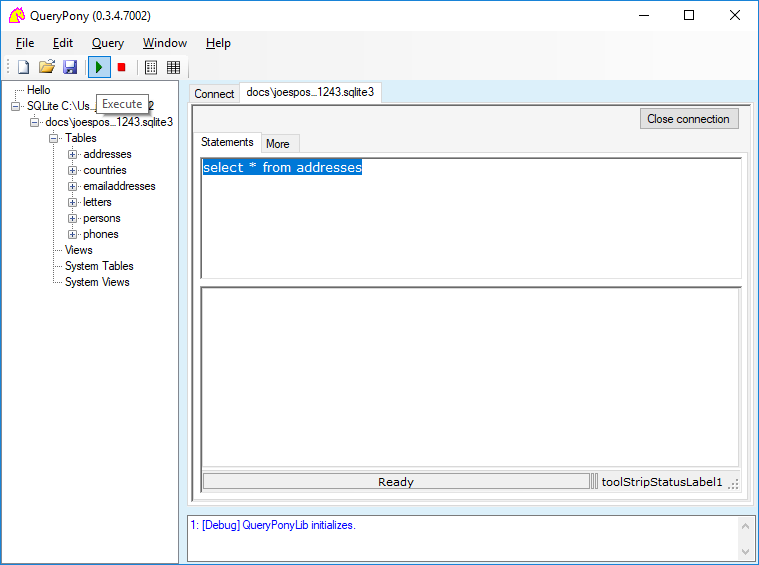 QueryPony (0.3.4.7002)
File Edit Query Window Help
Hello
SQLite C:\Us... 2
Execute
docs\joespos...1243.sqlite3
Tables
addresses
countries
emailaddresses
letters
persons
phones
Views
System Tables
System Views
Connect docs\joespos...1243.sqlite3
Close connection
Statements More
select * from addresses
Ready toolStripStatusLabel1
1: [Debug] QueryPonyLib initializes.